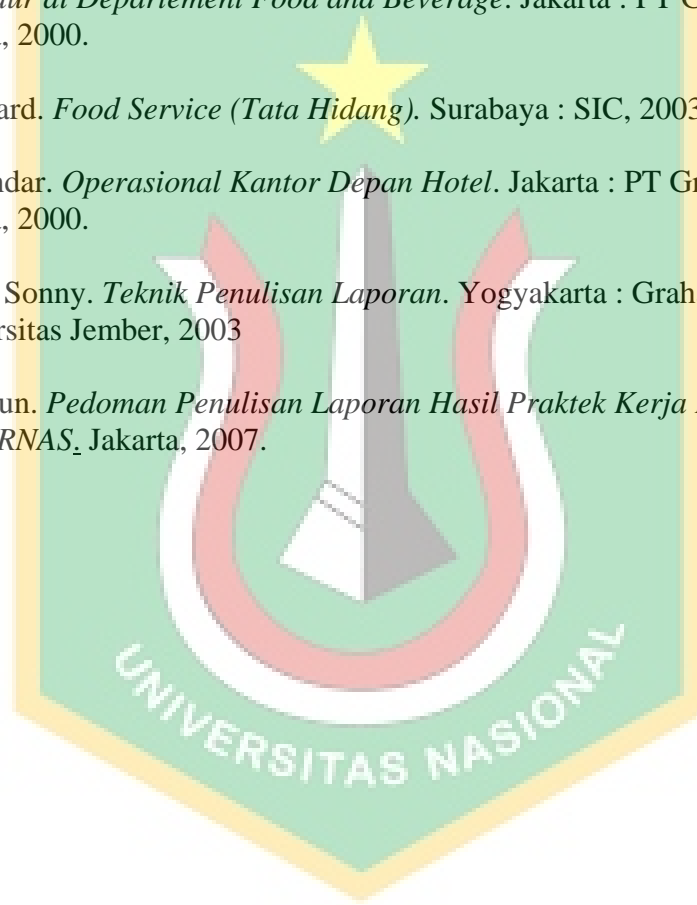 at Departement Food and Beverage. Jakarta : PT
, 2000.
ard. Food Service (Tata Hidang). Surabaya : SIC, 2003
ndar. Operasional Kantor Depan Hotel. Jakarta : PT Gr
, 2000.
Sonny. Teknik Penulisan Laporan. Yogyakarta : Grah
rsitas Jember, 2003
un. Pedoman Penulisan Laporan Hasil Praktek Kerja
RNAS. Jakarta, 2007.
UNIVERSITAS NASIONAL